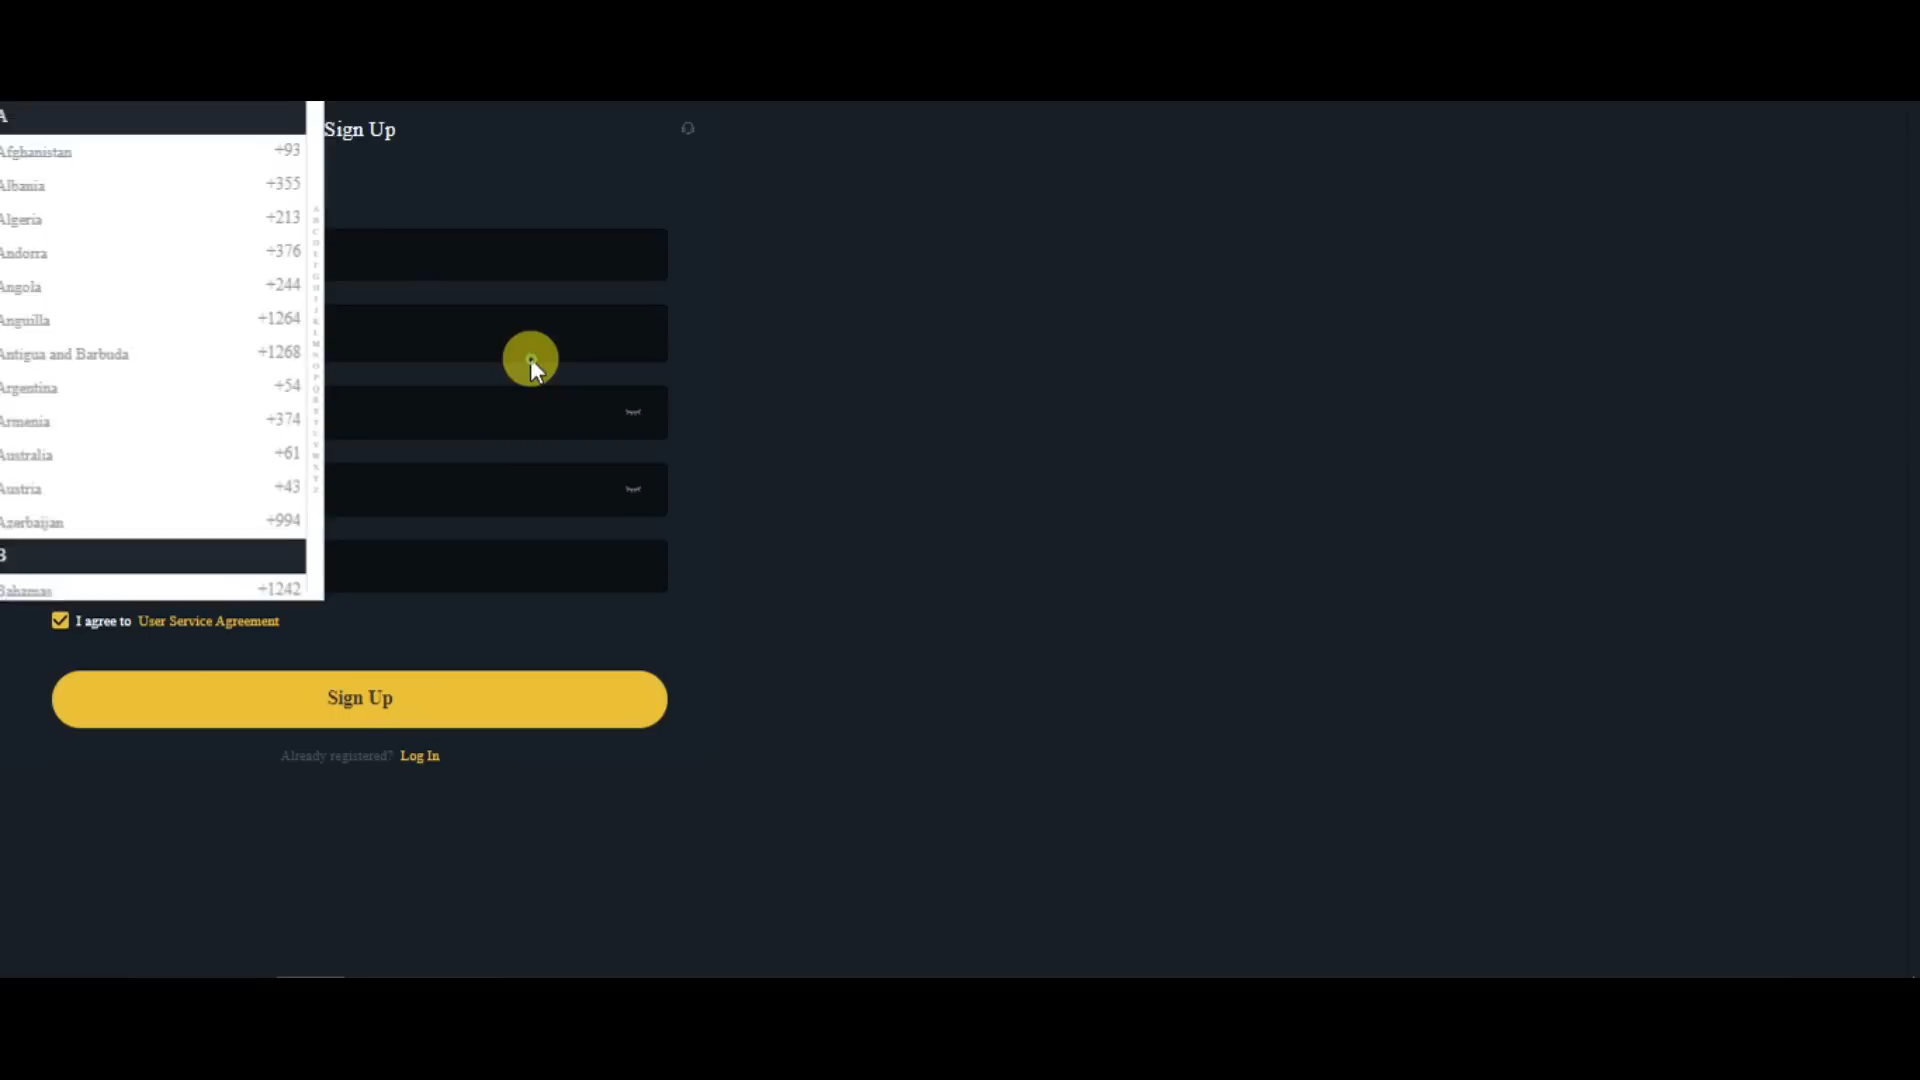 A
Sign Up
Afghanistan +93
Albania +355
Algeria +213
Andorra +376
Angola +244
Anguilla +1264
Antigua and Barbuda +1268
Argentina +54
Armenia +374
Australia +61
Austria +43
Azerbaijan +994
B
Bahamas +1242
I agree to User Service Agreement
Sign Up
Already registered? Log In